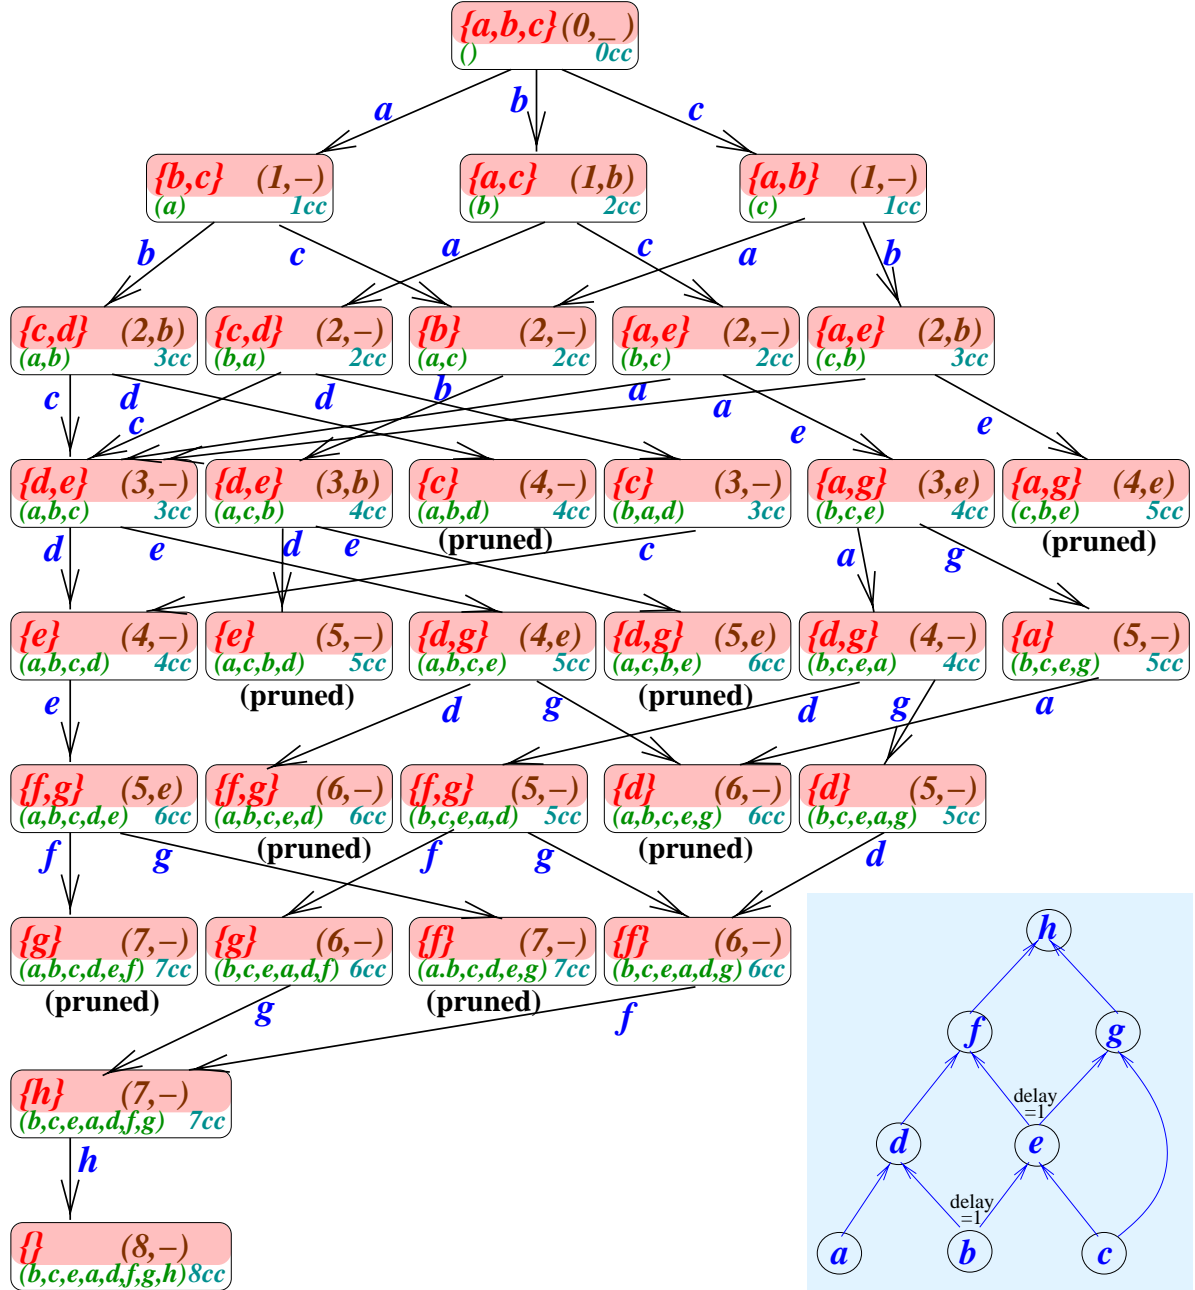 {a,b,c} (0,_ )
() 0cc
a b c
{b,c} (1,–) {a,c} (1,b) {a,b} (1,–)
(a) 1cc (b) 2cc (c) 1cc
b c a c a b
{c,d} (2,b) {c,d} (2,–) {b} (2,–) {a,e} (2,–) {a,e} (2,b)
(a,b) 3cc (b,a) 2cc (a,c) 2cc (b,c) 2cc (c,b) 3cc
c d c d b a a e e
{d,e} (3,–) {d,e} (3,b) {c} (4,–) {c} (3,–) {a,g} (3,e) {a,g} (4,e)
(a,b,c) 3cc (a,c,b) 4cc (a,b,d) 4cc (b,a,d) 3cc (b,c,e) 4cc (c,b,e) 5cc
(pruned) (pruned)
d e d e c a g
{e} (4,–) {e} (5,–) {d,g} (4,e) {d,g} (5,e) {d,g} (4,–) {a} (5,–)
(a,b,c,d) 4cc (a,c,b,d) 5cc (a,b,c,e) 5cc (a,c,b,e) 6cc (b,c,e,a) 4cc (b,c,e,g) 5cc
(pruned) (pruned)
e d g d g a
{f,g} (5,e) {f,g} (6,–) {f,g} (5,–) {d} (6,–) {d} (5,–)
(a,b,c,d,e) 6cc (a,b,c,e,d) 6cc (b,c,e,a,d) 5cc (a,b,c,e,g) 6cc (b,c,e,a,g) 5cc
(pruned) (pruned)
f g f g d
{g} (7,–) {g} (6,–) {f} (7,–) {f} (6,–)
(a,b,c,d,e,f) 7cc (b,c,e,a,d,f) 6cc (a.b,c,d,e,g) 7cc (b,c,e,a,d,g) 6cc
(pruned) (pruned)
g f
{h} (7,–)
(b,c,e,a,d,f,g) 7cc
h
{} (8,–)
(b,c,e,a,d,f,g,h) 8cc
h
f g
delay
=1
d e
delay
=1
a b c